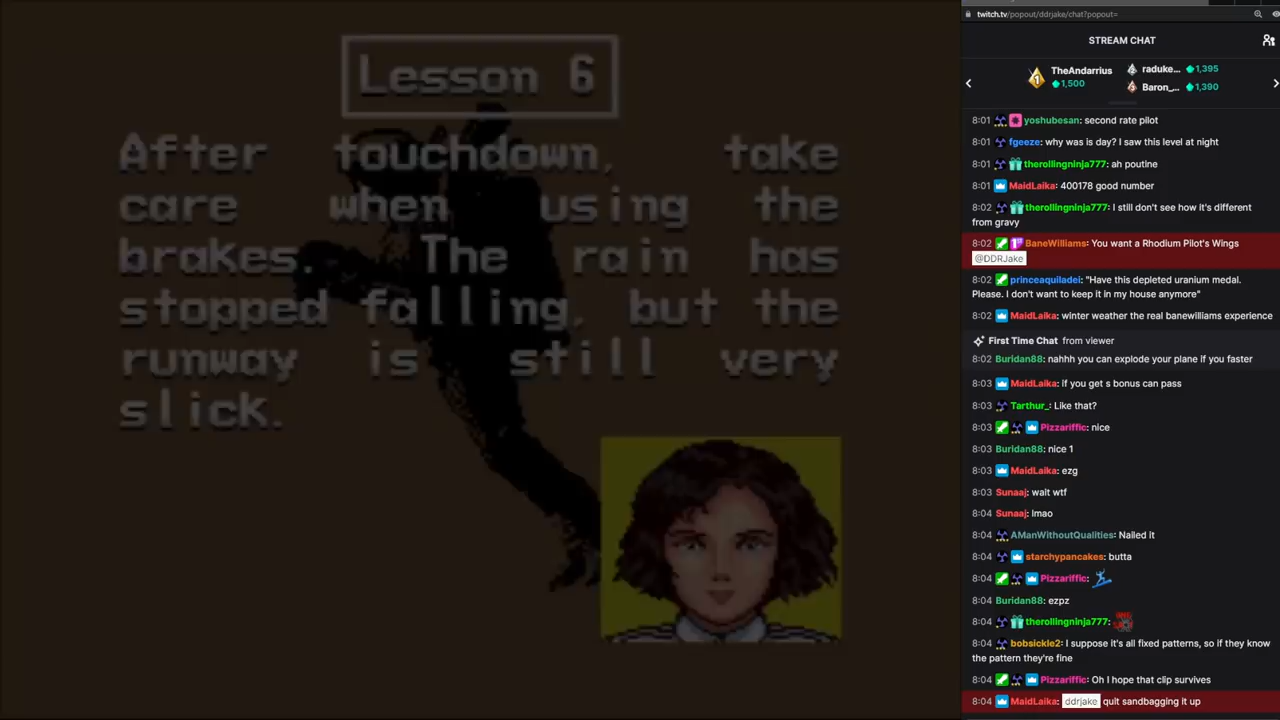 Lesson 6
After touchdown, take
care when using the
brakes. The rain has
stopped falling, but the
runway is still very
slick.
twitch.tv/popout/ddrjake/chat?popout=
STREAM CHAT
1 TheAndarrius
1,500
raduke... 1,395
Baron_... 1,390
8:01 yoshubesan: second rate pilot
8:01 fgeeze: why was is day? I saw this level at night
8:01 therollingninja777: ah poutine
8:01 MaidLaika: 400178 good number
8:02 therollingninja777: I still don't see how it's different
from gravy
8:02 BaneWilliams: You want a Rhodium Pilot's Wings
@DDRJake
8:02 princeaquiladei: "Have this depleted uranium medal.
Please. I don't want to keep it in my house anymore"
8:02 MaidLaika: winter weather the real banewilliams experience
First Time Chat from viewer
8:02 Buridan88: nahhh you can explode your plane if you faster
8:03 MaidLaika: if you get s bonus can pass
8:03 Tarthur_: Like that?
8:03 Pizzariffic: nice
8:03 Buridan88: nice 1
8:03 MaidLaika: ezg
8:03 Sunaaj: wait wtf
8:04 Sunaaj: lmao
8:04 AManWithoutQualities: Nailed it
8:04 starchypancakes: butta
8:04 Pizzariffic:
8:04 Buridan88: ezpz
8:04 therollingninja777:
8:04 bobsickle2: I suppose it's all fixed patterns, so if they know
the pattern they're fine
8:04 Pizzariffic: Oh I hope that clip survives
8:04 MaidLaika: ddrjake quit sandbagging it up